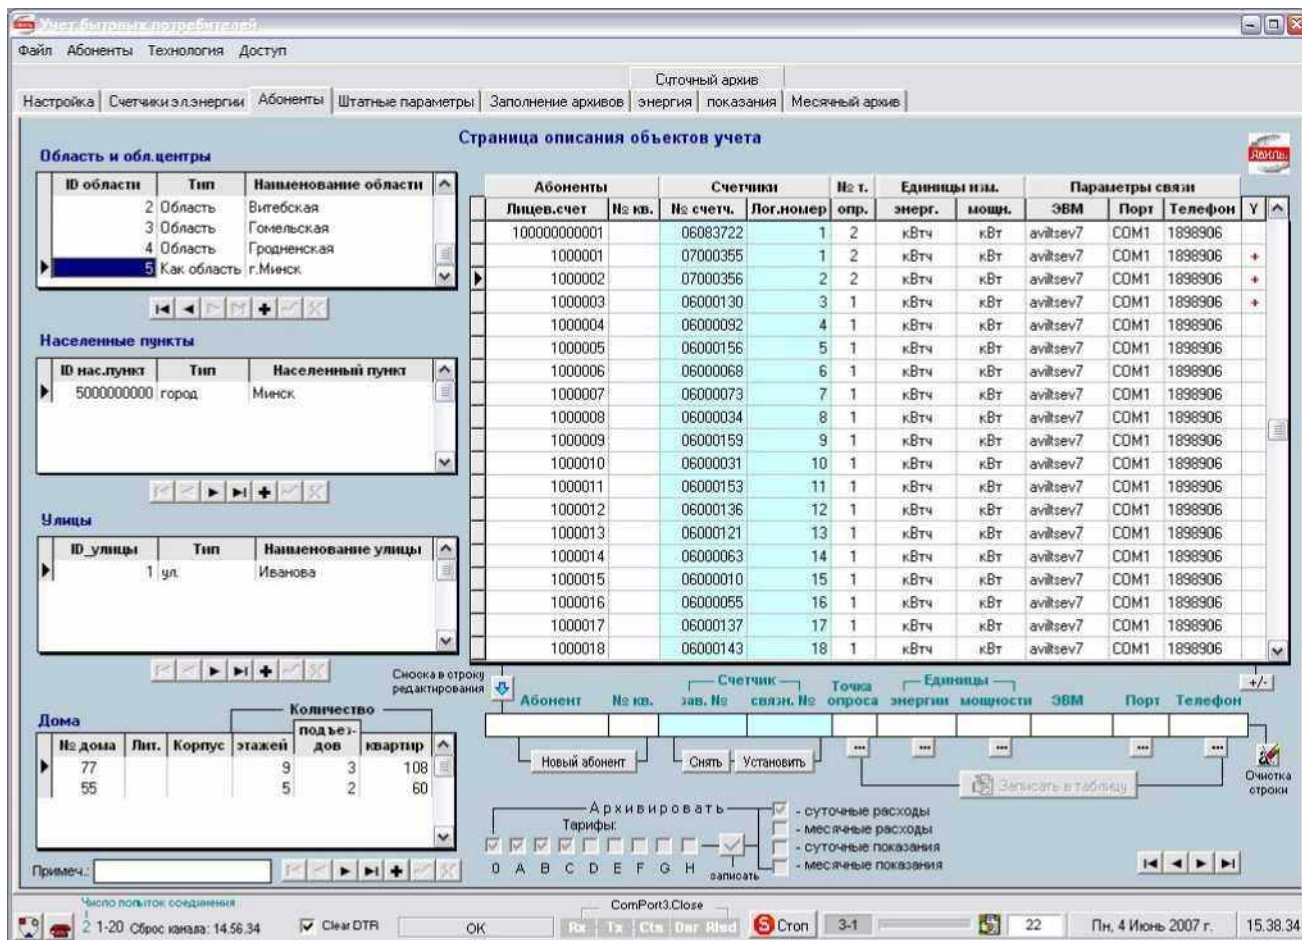 Учет бытовых потребителей
Файл Абоненты Технология Доступ
Суточный архив
Настройка Счетчики эл.энергии Абоненты Штатные параметры Заполнение архивов энергия показания Месячный архив
Страница описания объектов учета
Область и обл.центры
ID области Тип Наименование области
2 Область Витебская
3 Область Гомельская
4 Область Гродненская
5 Как область г.Минск
Населенные пункты
ID нас.пункт Тип Населенный пункт
5000000000 город Минск
Улицы
ID_улицы Тип Наименование улицы
1 ул. Иванова
Дома
Количество
№ дома Лит. Корпус этажей подъез-дов квартир
77 9 3 108
55 5 2 60
Примеч.:
АВИЛЬ
Абоненты Счетчики № т. Единицы изм. Параметры связи
Лицев.счет № кв. № счетч. Лог.номер опр. энерг. мощн. ЭВМ Порт Телефон Y
100000000001 06083722 1 2 кВтч кВт aviltsev7 COM1 1898906
1000001 07000355 1 2 кВтч кВт aviltsev7 COM1 1898906 +
1000002 07000356 2 2 кВтч кВт aviltsev7 COM1 1898906 +
1000003 06000130 3 1 кВтч кВт aviltsev7 COM1 1898906 +
1000004 06000092 4 1 кВтч кВт aviltsev7 COM1 1898906
1000005 06000156 5 1 кВтч кВт aviltsev7 COM1 1898906
1000006 06000068 6 1 кВтч кВт aviltsev7 COM1 1898906
1000007 06000073 7 1 кВтч кВт aviltsev7 COM1 1898906
1000008 06000034 8 1 кВтч кВт aviltsev7 COM1 1898906
1000009 06000159 9 1 кВтч кВт aviltsev7 COM1 1898906
1000010 06000031 10 1 кВтч кВт aviltsev7 COM1 1898906
1000011 06000153 11 1 кВтч кВт aviltsev7 COM1 1898906
1000012 06000136 12 1 кВтч кВт aviltsev7 COM1 1898906
1000013 06000121 13 1 кВтч кВт aviltsev7 COM1 1898906
1000014 06000063 14 1 кВтч кВт aviltsev7 COM1 1898906
1000015 06000010 15 1 кВтч кВт aviltsev7 COM1 1898906
1000016 06000055 16 1 кВтч кВт aviltsev7 COM1 1898906
1000017 06000137 17 1 кВтч кВт aviltsev7 COM1 1898906
1000018 06000143 18 1 кВтч кВт aviltsev7 COM1 1898906
Сноска в строку
редактирования
+/-
Счетчик Точка Единицы
Абонент № кв. зав. № связн. № опроса энергии мощности ЭВМ Порт Телефон
... ... ... ... ...
Новый абонент Снять Установить
Записать в таблицу
Очистка
строки
Архивировать
Тарифы:
0 A B C D E F G H
записать
- суточные расходы
- месячные расходы
- суточные показания
- месячные показания
Число попыток соединения
2 1-20 Сброс канала: 14.56.34 Clear DTR OK
ComPort3.Close
Rx Tx Cts Dsr Rlsd
Стоп 3-1 22 Пн, 4 Июнь 2007 г. 15.38.34